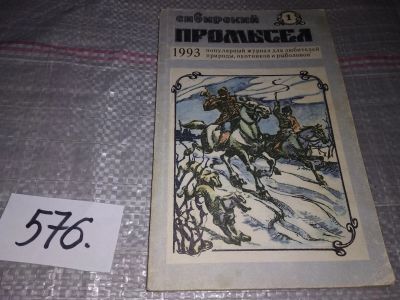 сибирский
1
ПРОМЫСЕЛ
1993 популярный журнал для любителей
природы, охотников и рыболовов
576.